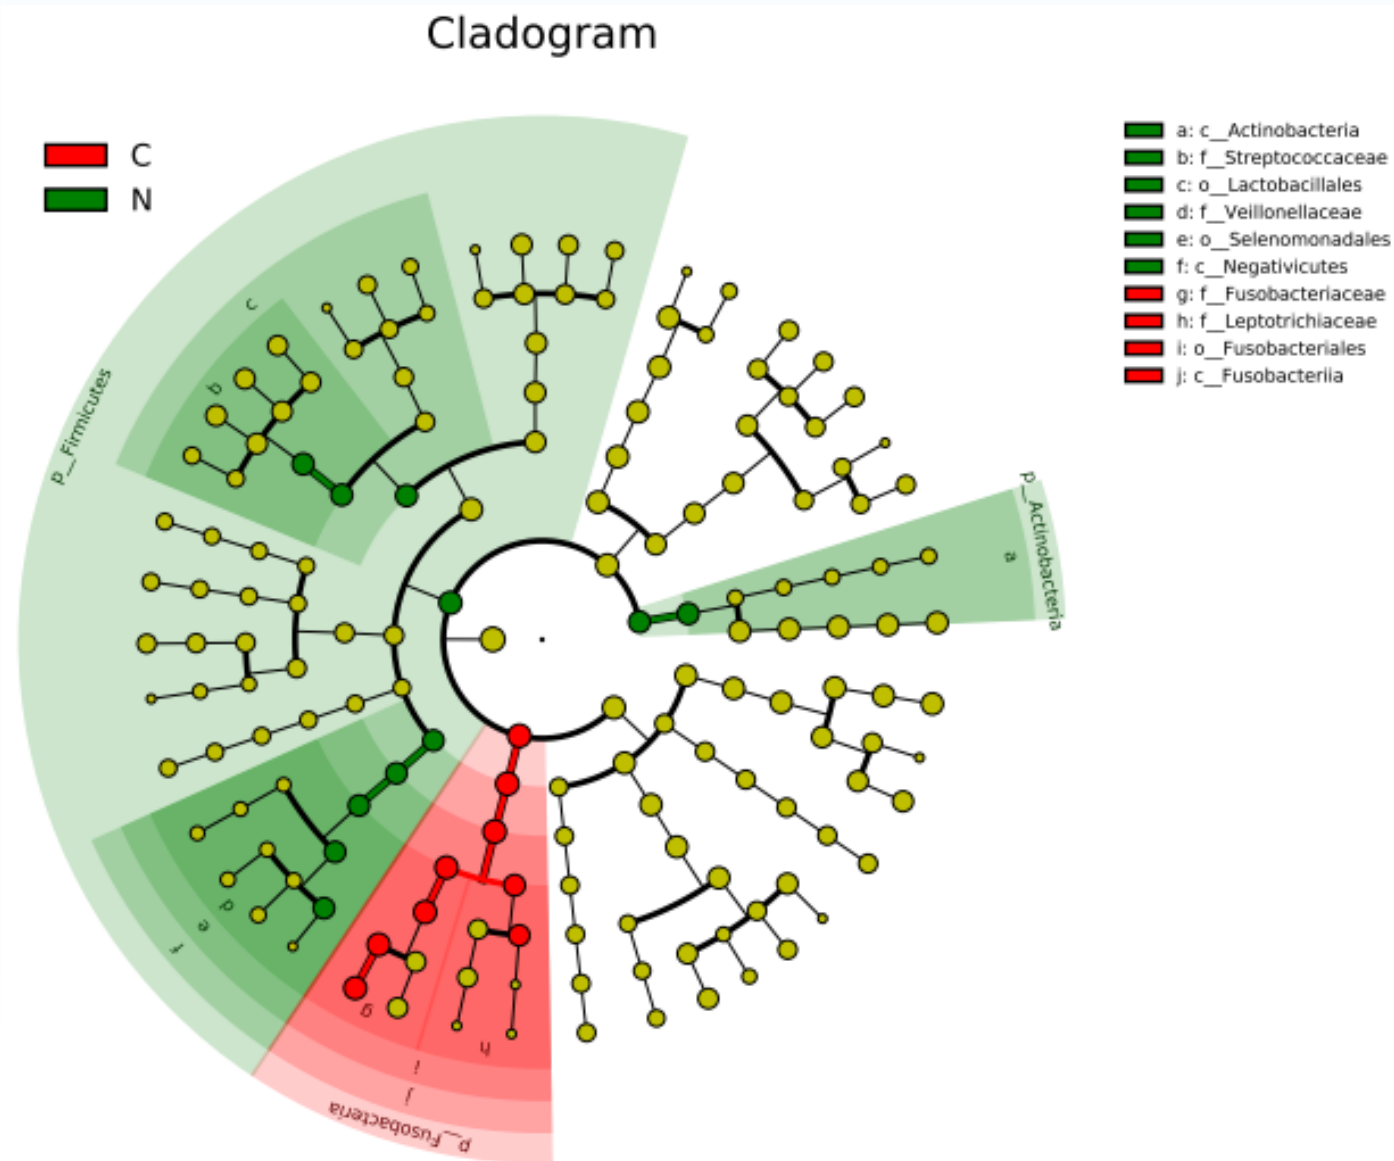 Cladogram
C
N
a: c__Actinobacteria
b: f__Streptococcaceae
c: o__Lactobacillales
d: f__Veillonellaceae
e: o__Selenomonadales
f: c__Negativicutes
g: f__Fusobacteriaceae
h: f__Leptotrichiaceae
i: o__Fusobacteriales
j: c__Fusobacteriia
p__Firmicutes
c
b
p__Actinobacteria
a
d
e
f
g
h
i
j
p__Fusobacteria